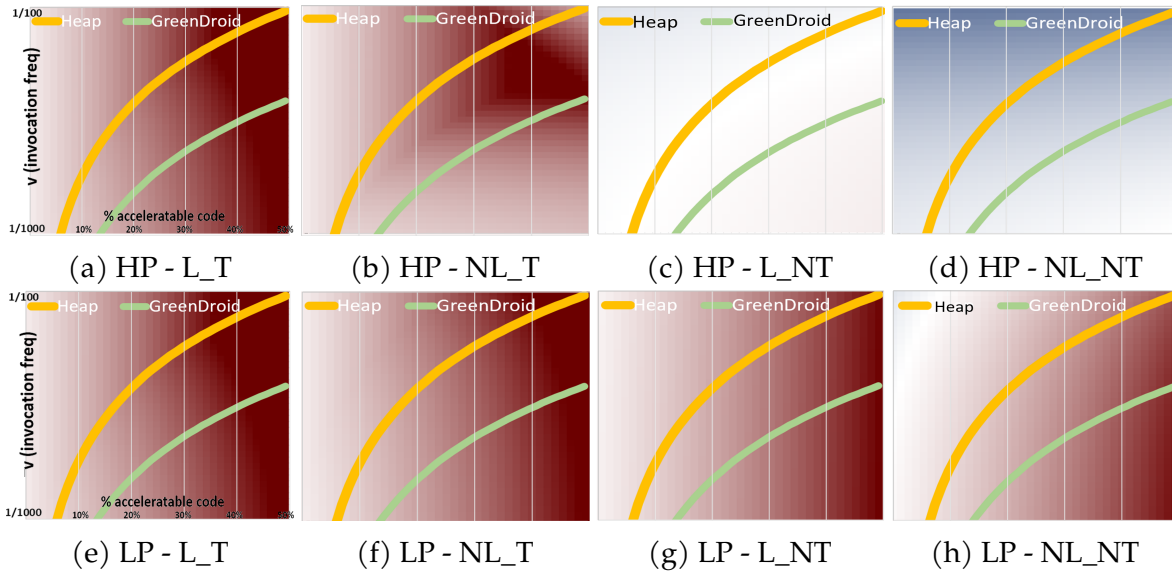 1/100
Heap GreenDroid
v (invocation freq)
% acceleratable code
1/1000
10% 20% 30% 40% 50%
(a) HP - L_T
Heap GreenDroid
(b) HP - NL_T
Heap GreenDroid
(c) HP - L_NT
Heap GreenDroid
(d) HP - NL_NT
1/100
Heap GreenDroid
v (invocation freq)
% acceleratable code
1/1000
10% 20% 30% 40% 50%
(e) LP - L_T
Heap GreenDroid
(f) LP - NL_T
Heap GreenDroid
(g) LP - L_NT
Heap GreenDroid
(h) LP - NL_NT